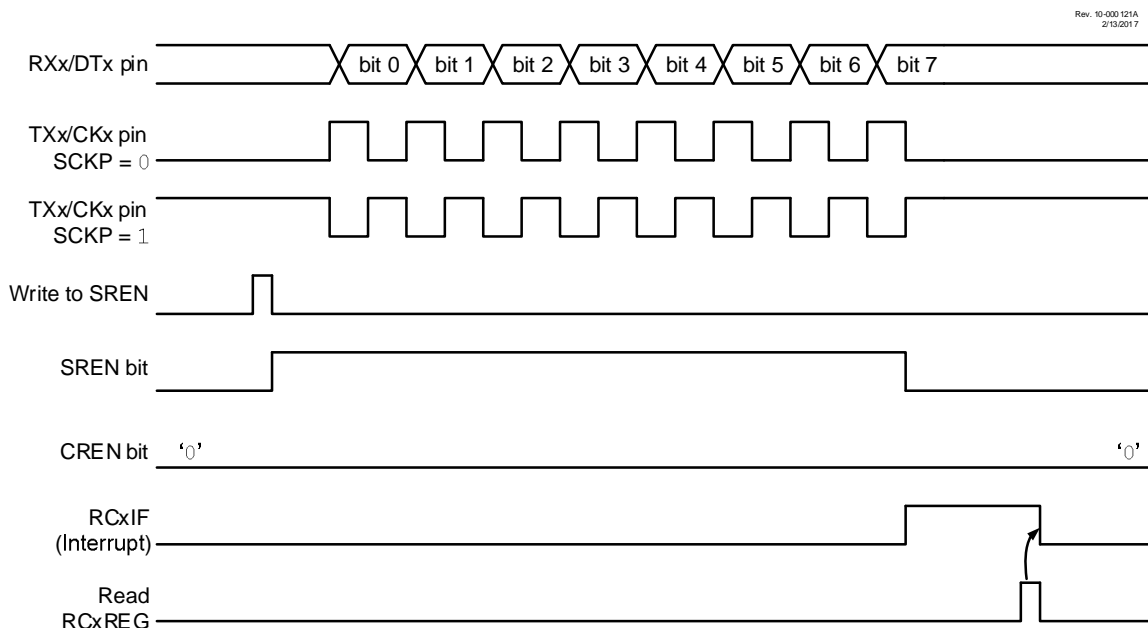 Rev. 10-000 121A
2/13/2017
RXx/DTx pin
bit 0 bit 1 bit 2 bit 3 bit 4 bit 5 bit 6 bit 7
TXx/CKx pin
SCKP = 0
TXx/CKx pin
SCKP = 1
Write to SREN
SREN bit
CREN bit ‘0’ ‘0’
RCxIF
(Interrupt)
Read
RCxREG